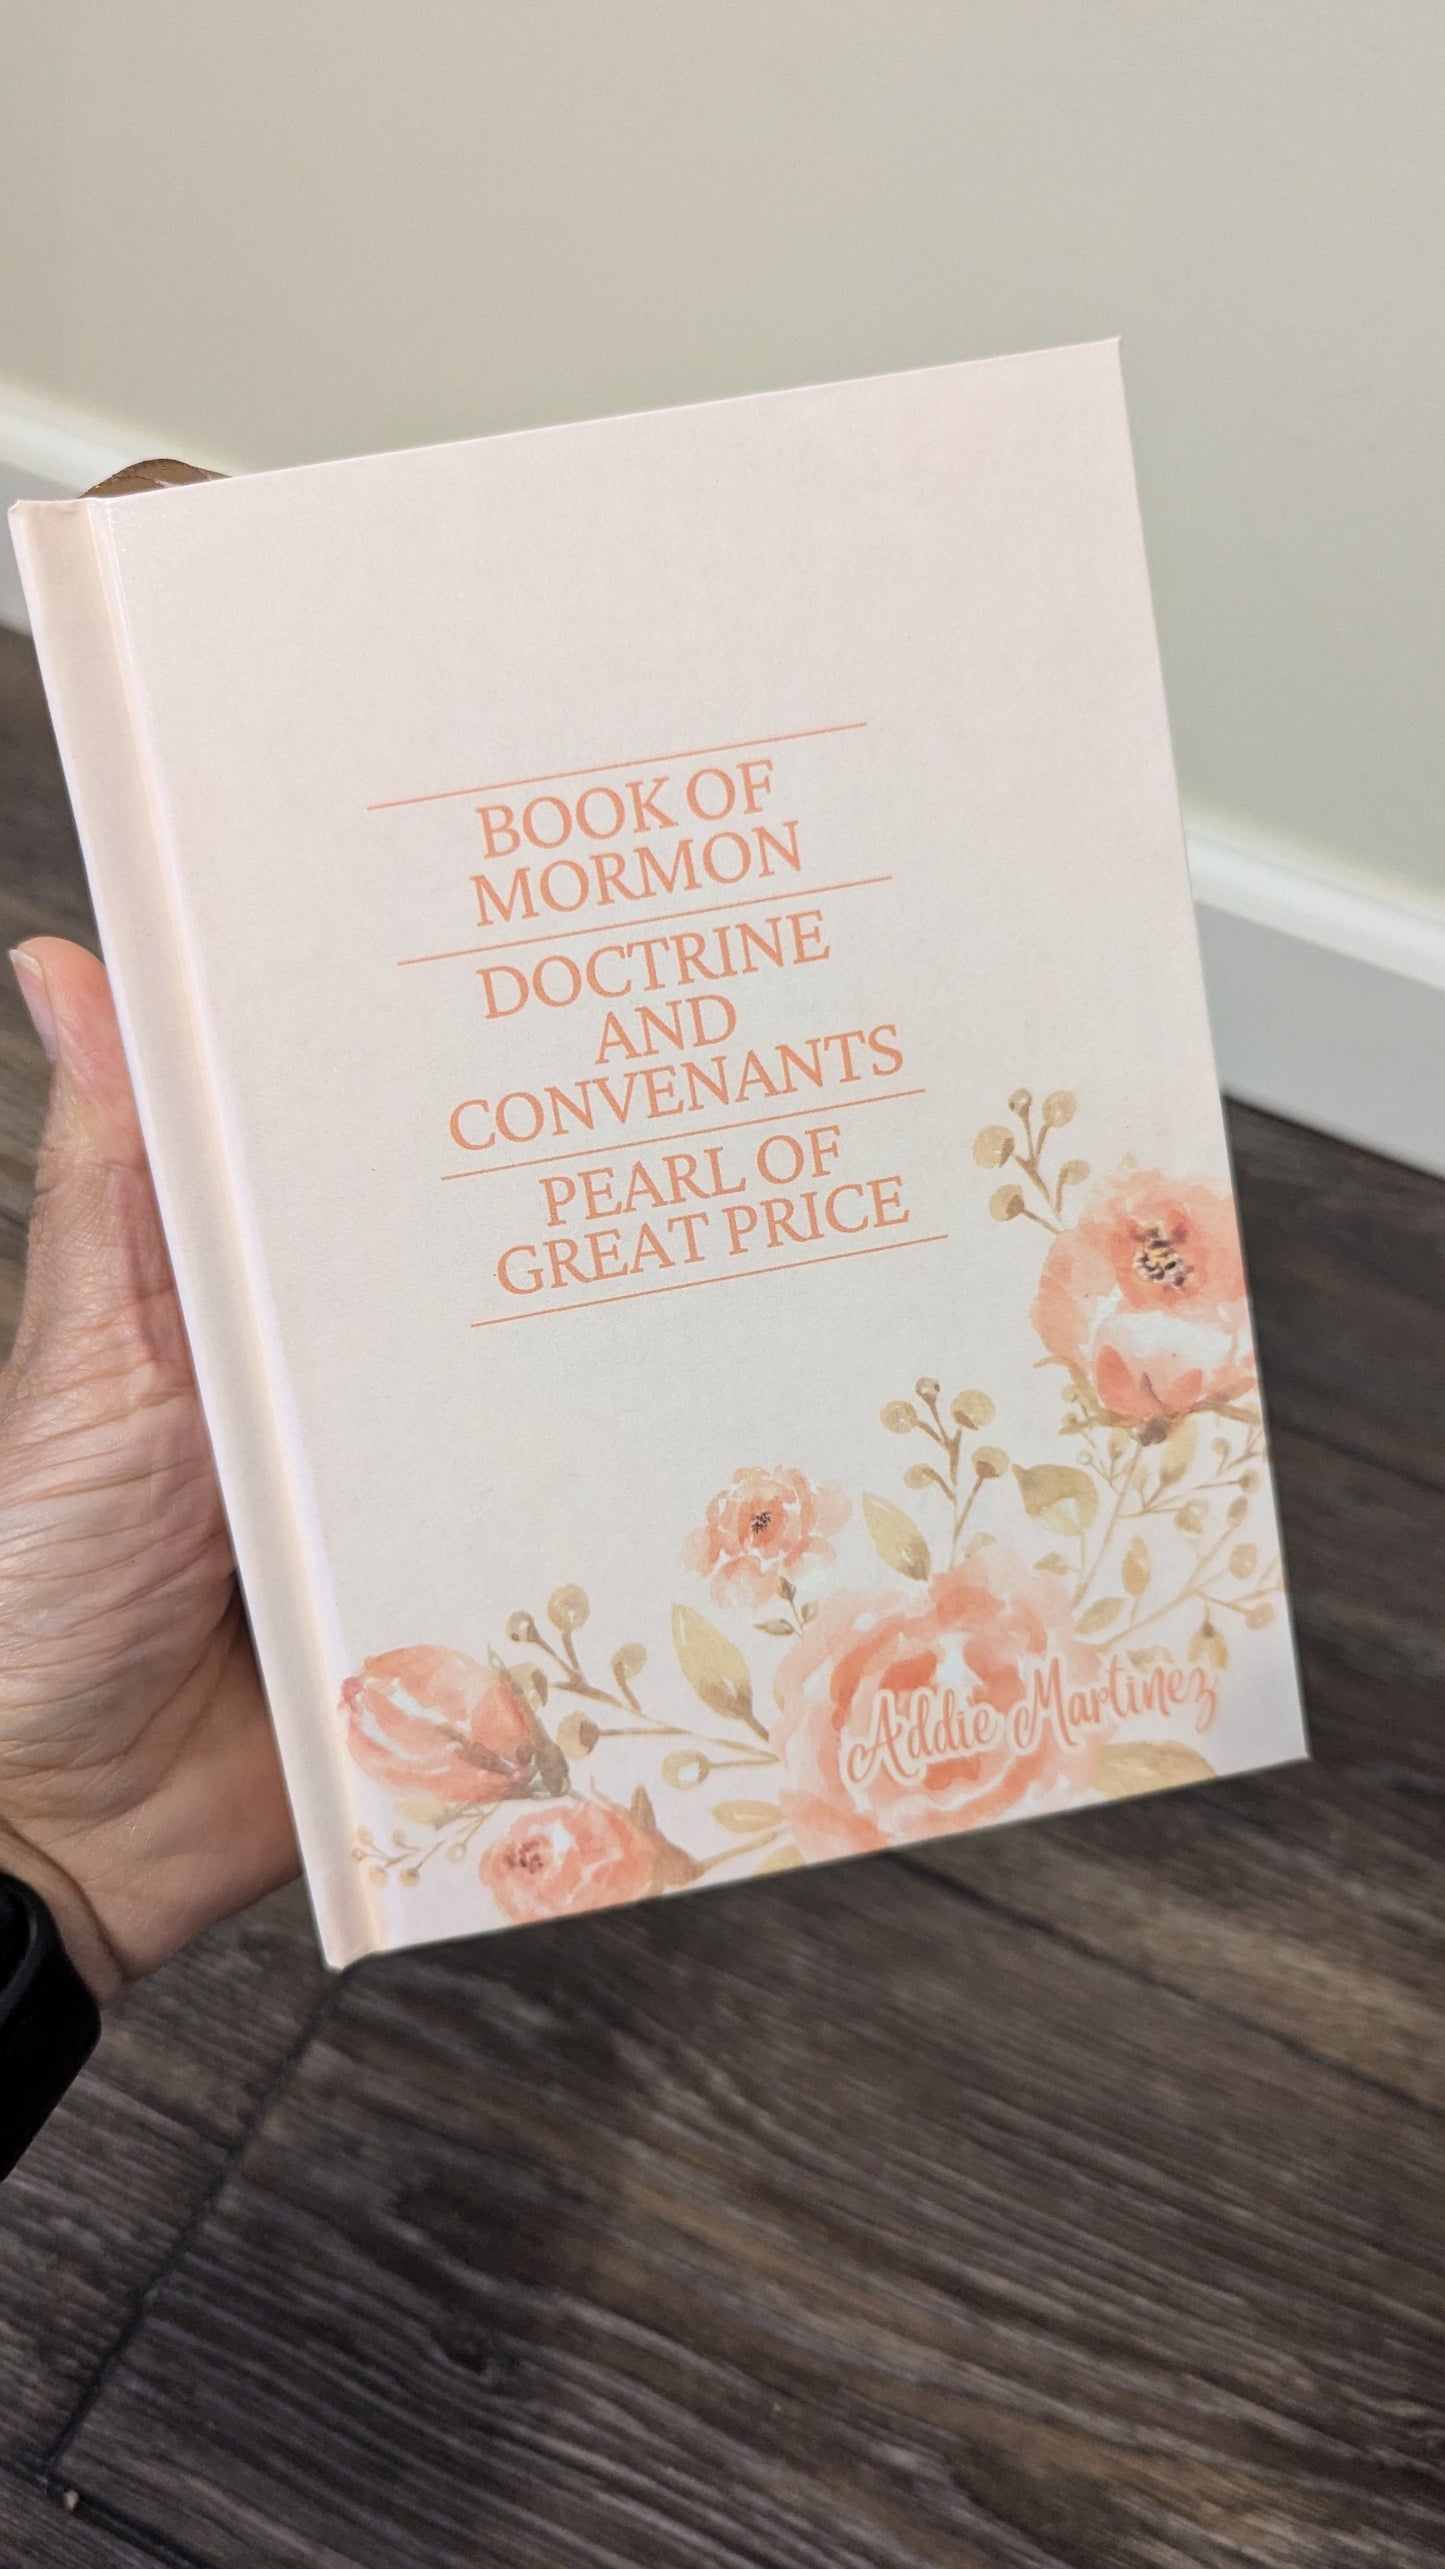 BOOK OF
MORMON
DOCTRINE
AND
CONVENANTS
PEARL OF
GREAT PRICE
Addie Martinez